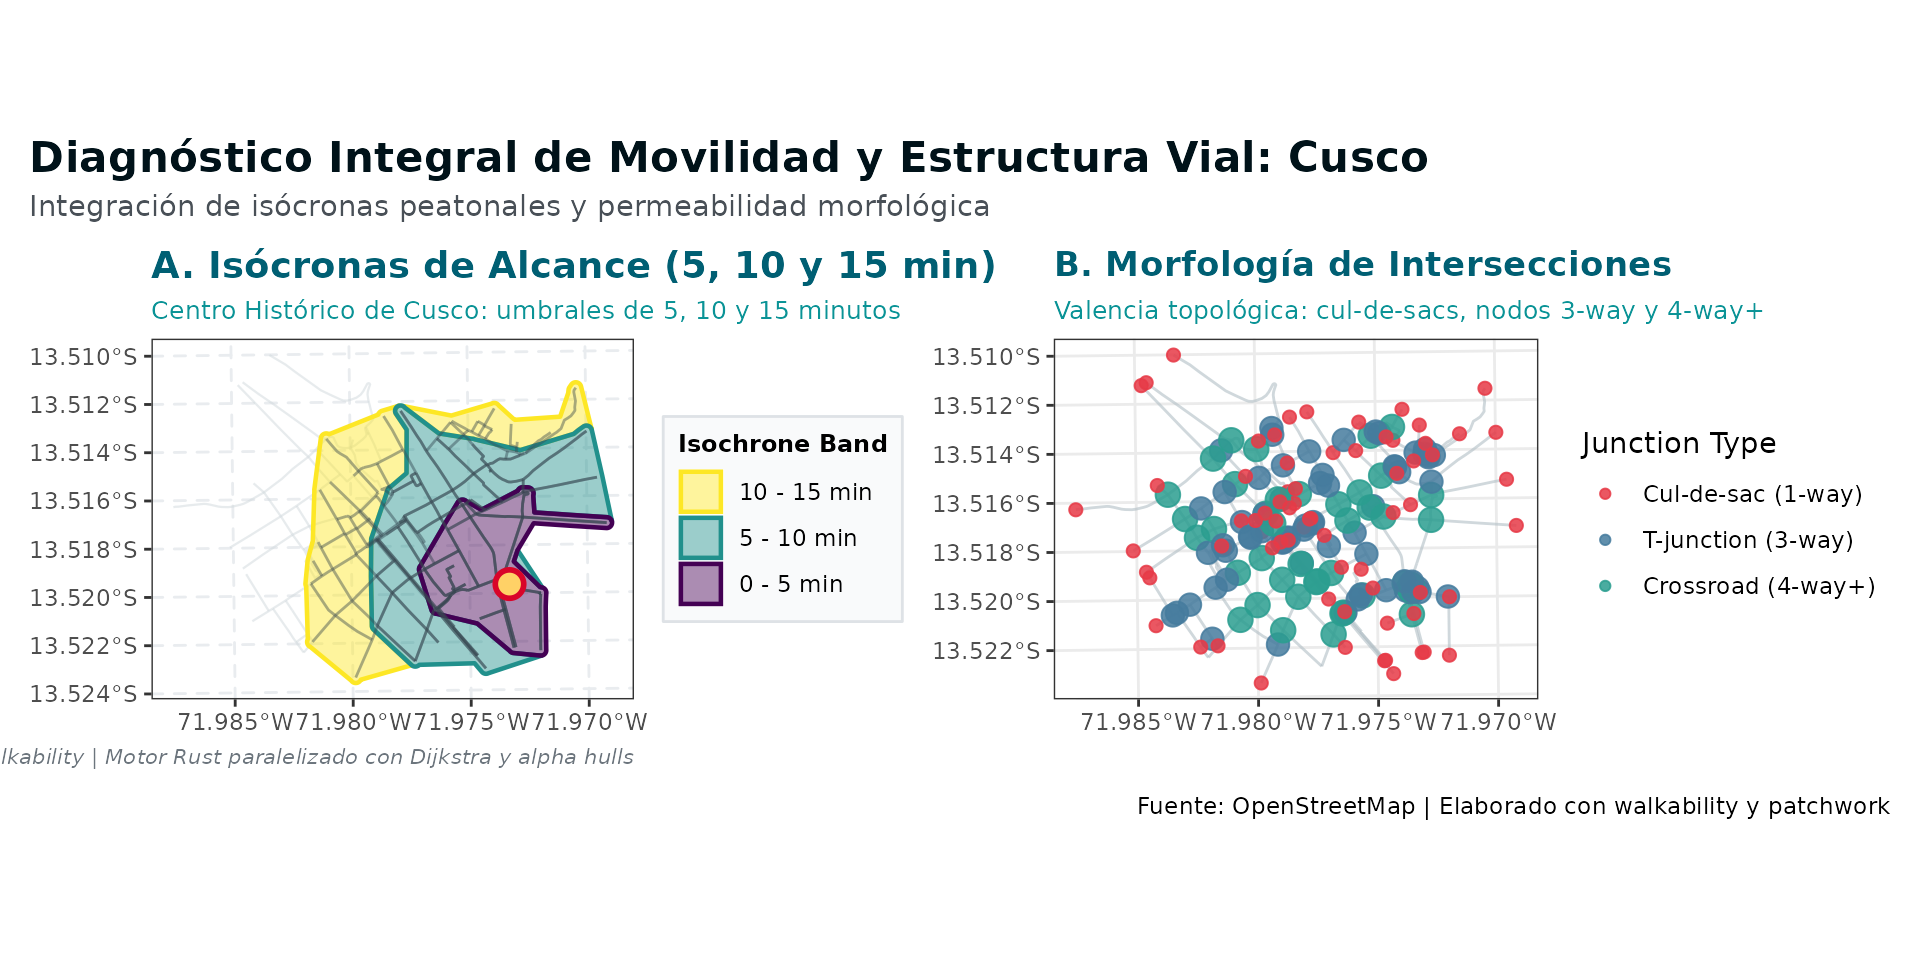 Diagnóstico Integral de Movilidad y Estructura Vial: Cusco
Integración de isócronas peatonales y permeabilidad morfológica
A. Isócronas de Alcance (5, 10 y 15 min)
Centro Histórico de Cusco: umbrales de 5, 10 y 15 minutos
13.510°S
13.512°S
13.514°S
13.516°S
13.518°S
13.520°S
13.522°S
13.524°S
71.985°W 71.980°W 71.975°W 71.970°W
Isochrone Band
10 - 15 min
5 - 10 min
0 - 5 min
lkability | Motor Rust paralelizado con Dijkstra y alpha hulls
B. Morfología de Intersecciones
Valencia topológica: cul-de-sacs, nodos 3-way y 4-way+
13.510°S
13.512°S
13.514°S
13.516°S
13.518°S
13.520°S
13.522°S
71.985°W 71.980°W 71.975°W 71.970°W
Junction Type
Cul-de-sac (1-way)
T-junction (3-way)
Crossroad (4-way+)
Fuente: OpenStreetMap | Elaborado con walkability y patchwork